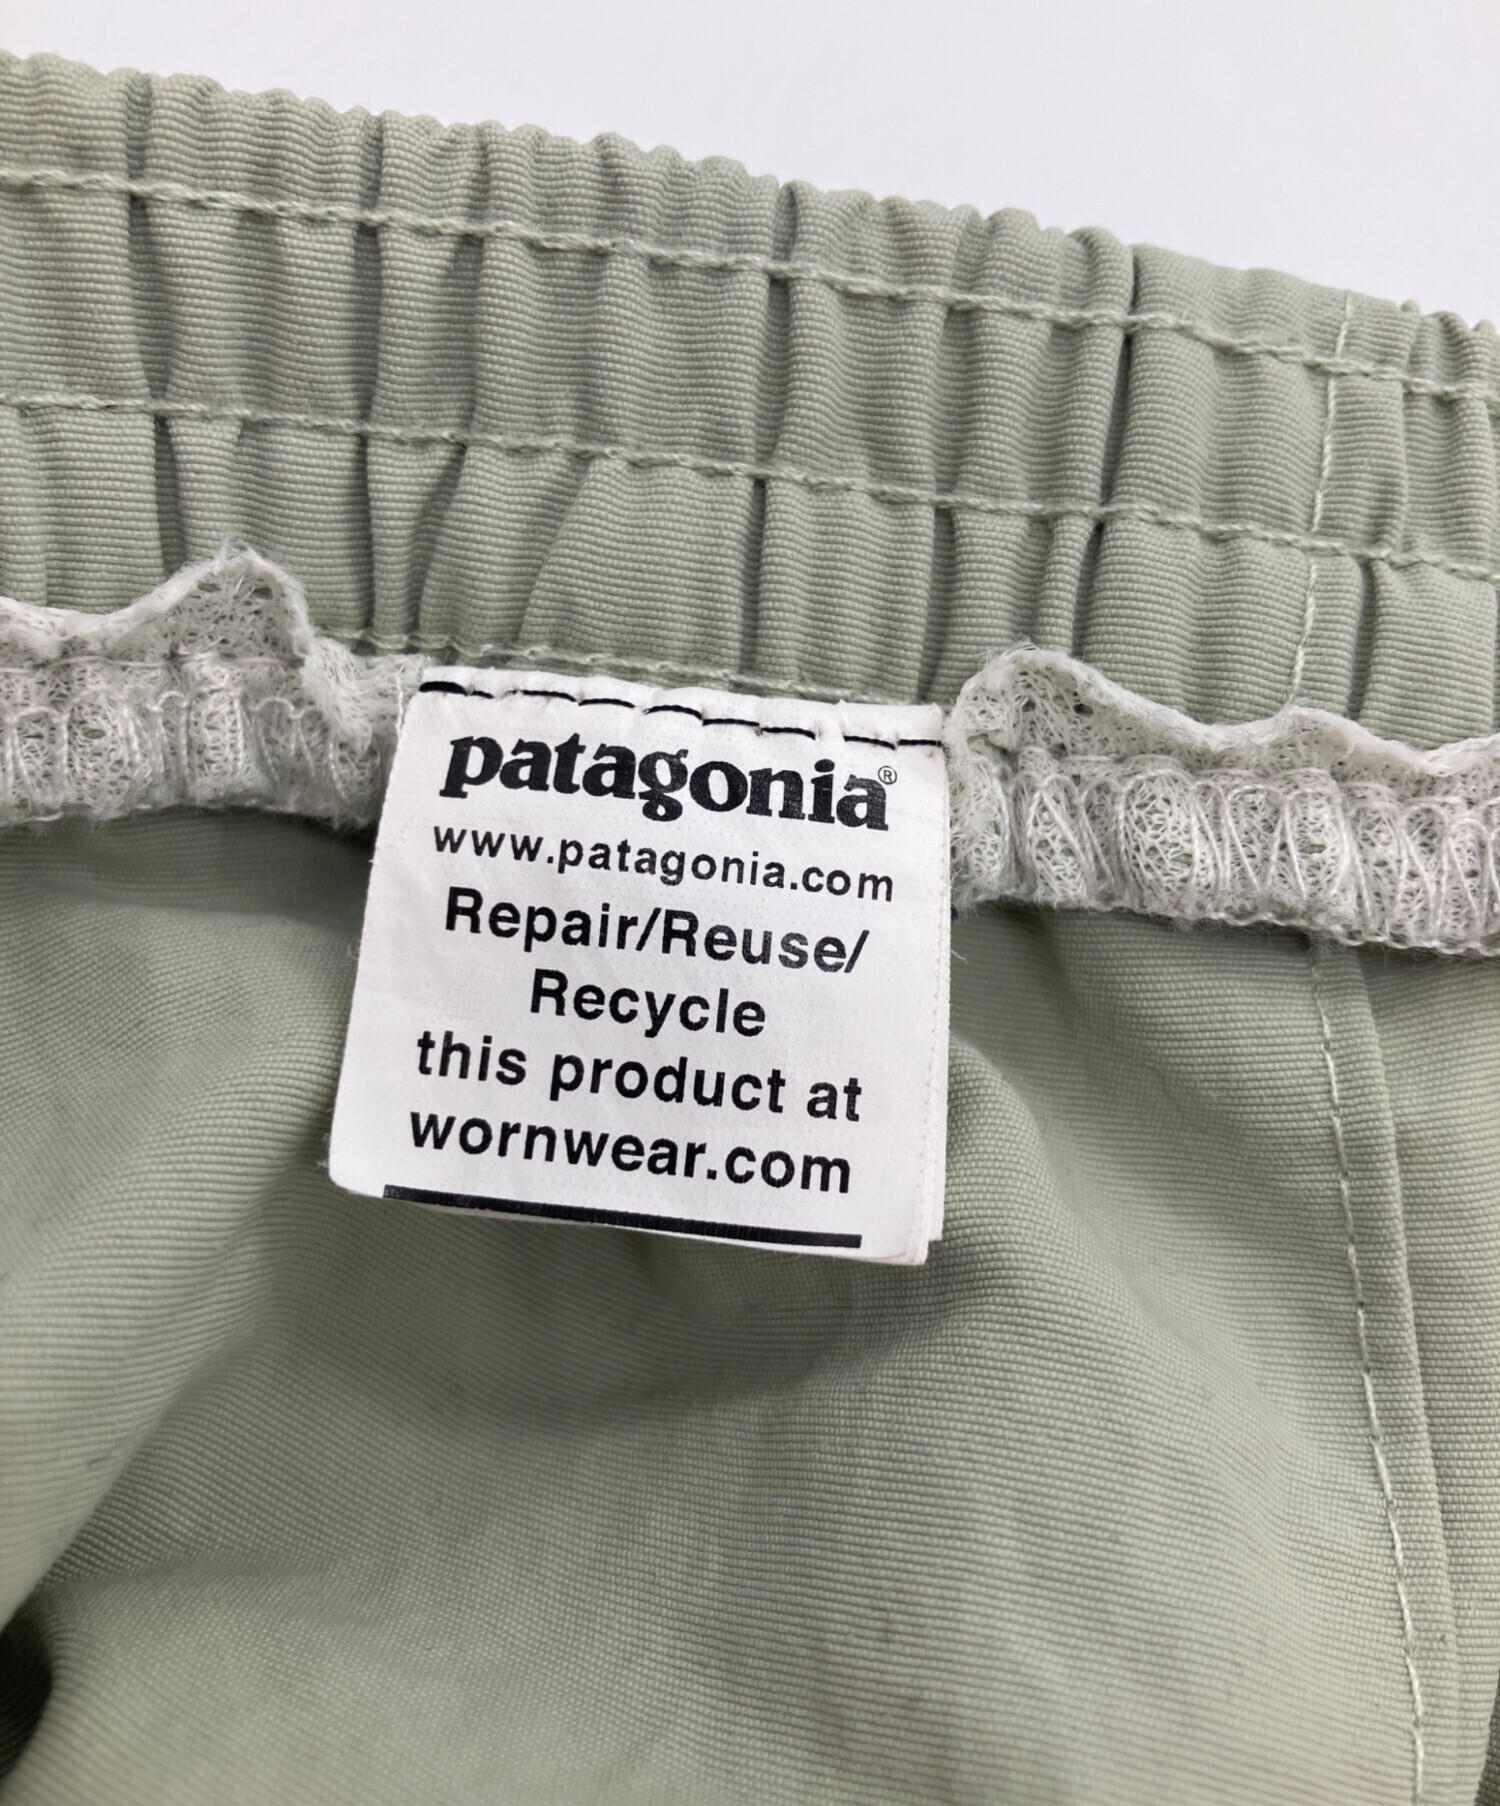 patagonia®
www.patagonia.com
Repair/Reuse/
Recycle
this product at
wornwear.com